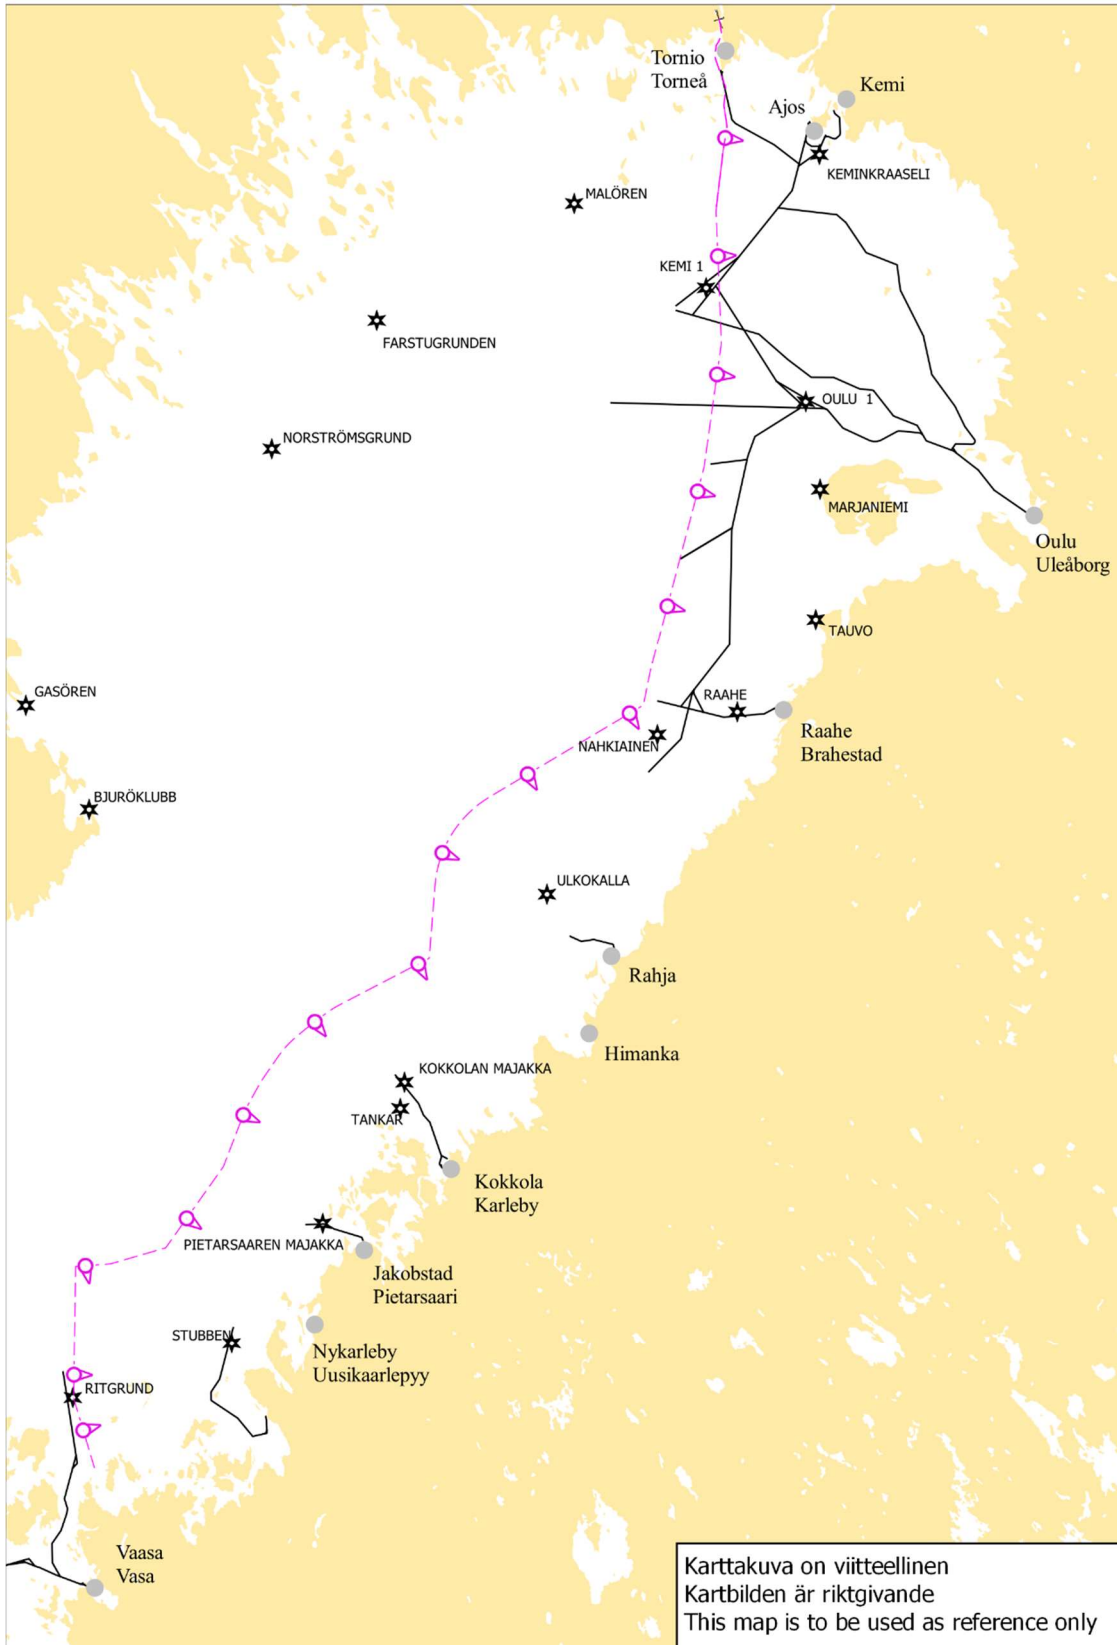 Tornio
Torneå
Kemi
Ajos
KEMINKRAASELI
MALÖREN
KEMI 1
FARSTUGRUNDEN
OULU 1
NORSTRÖMSGRUND
MARJANIEMI
Oulu
Uleåborg
TAUVO
GASÖREN
RAAHE
Raahe
Brahestad
NAHKIAINEN
BJURÖKLUBB
ULKOKALLA
Rahja
Himanka
KOKKOLAN MAJAKKA
TANKAR
Kokkola
Karleby
PIETARSAAREN MAJAKKA
Jakobstad
Pietarsaari
STUBBEN
Nykarleby
Uusikaarlepyy
RITGRUND
Vaasa
Vasa
Karttakuva on viitteellinen
Kartbilden är riktgivande
This map is to be used as reference only